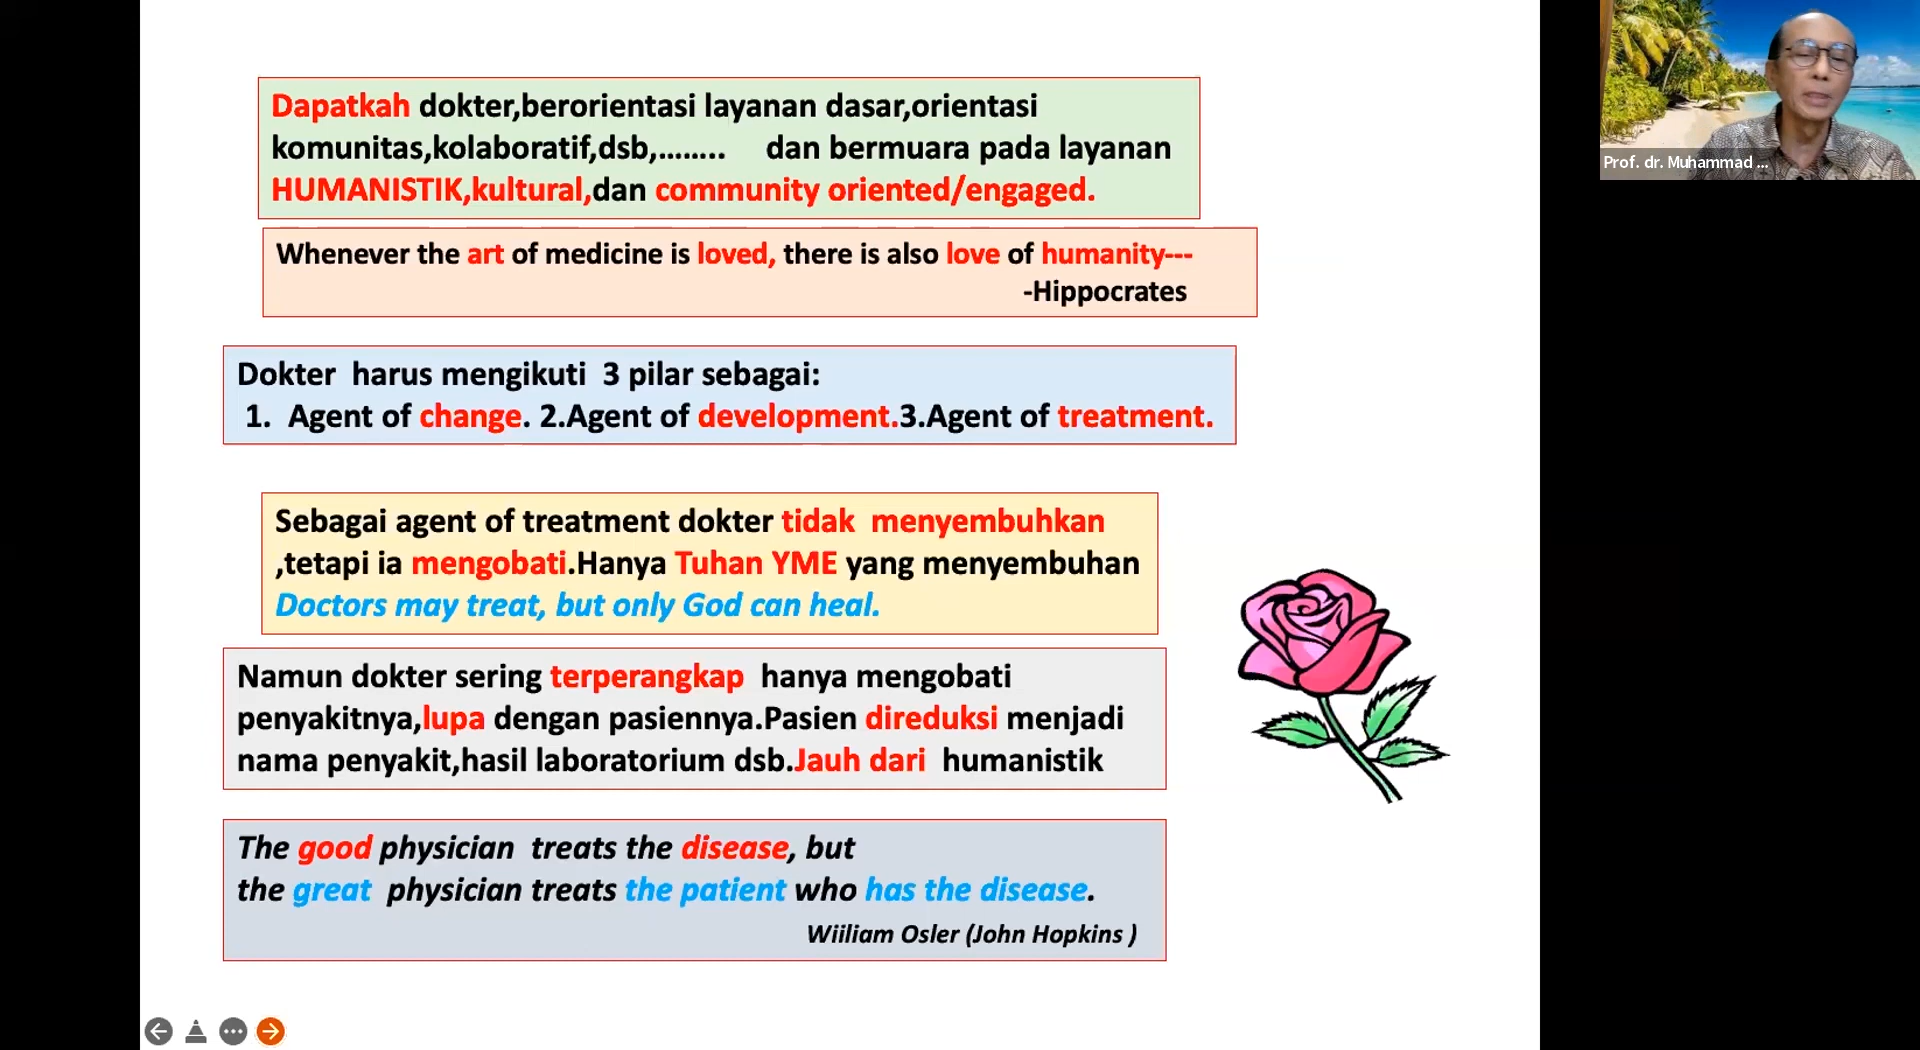 Dapatkah dokter,berorientasi layanan dasar,orientasi
komunitas,kolaboratif,dsb,........ dan bermuara pada layanan
HUMANISTIK,kultural,dan community oriented/engaged.
Whenever the art of medicine is loved, there is also love of humanity---
-Hippocrates
Dokter harus mengikuti 3 pilar sebagai:
1. Agent of change. 2.Agent of development.3.Agent of treatment.
Sebagai agent of treatment dokter tidak menyembuhkan
,tetapi ia mengobati.Hanya Tuhan YME yang menyembuhan
Doctors may treat, but only God can heal.
Namun dokter sering terperangkap hanya mengobati
penyakitnya,lupa dengan pasiennya.Pasien direduksi menjadi
nama penyakit,hasil laboratorium dsb.Jauh dari humanistik
The good physician treats the disease, but
the great physician treats the patient who has the disease.
Wiiliam Osler (John Hopkins )
Prof. dr. Muhammad ...